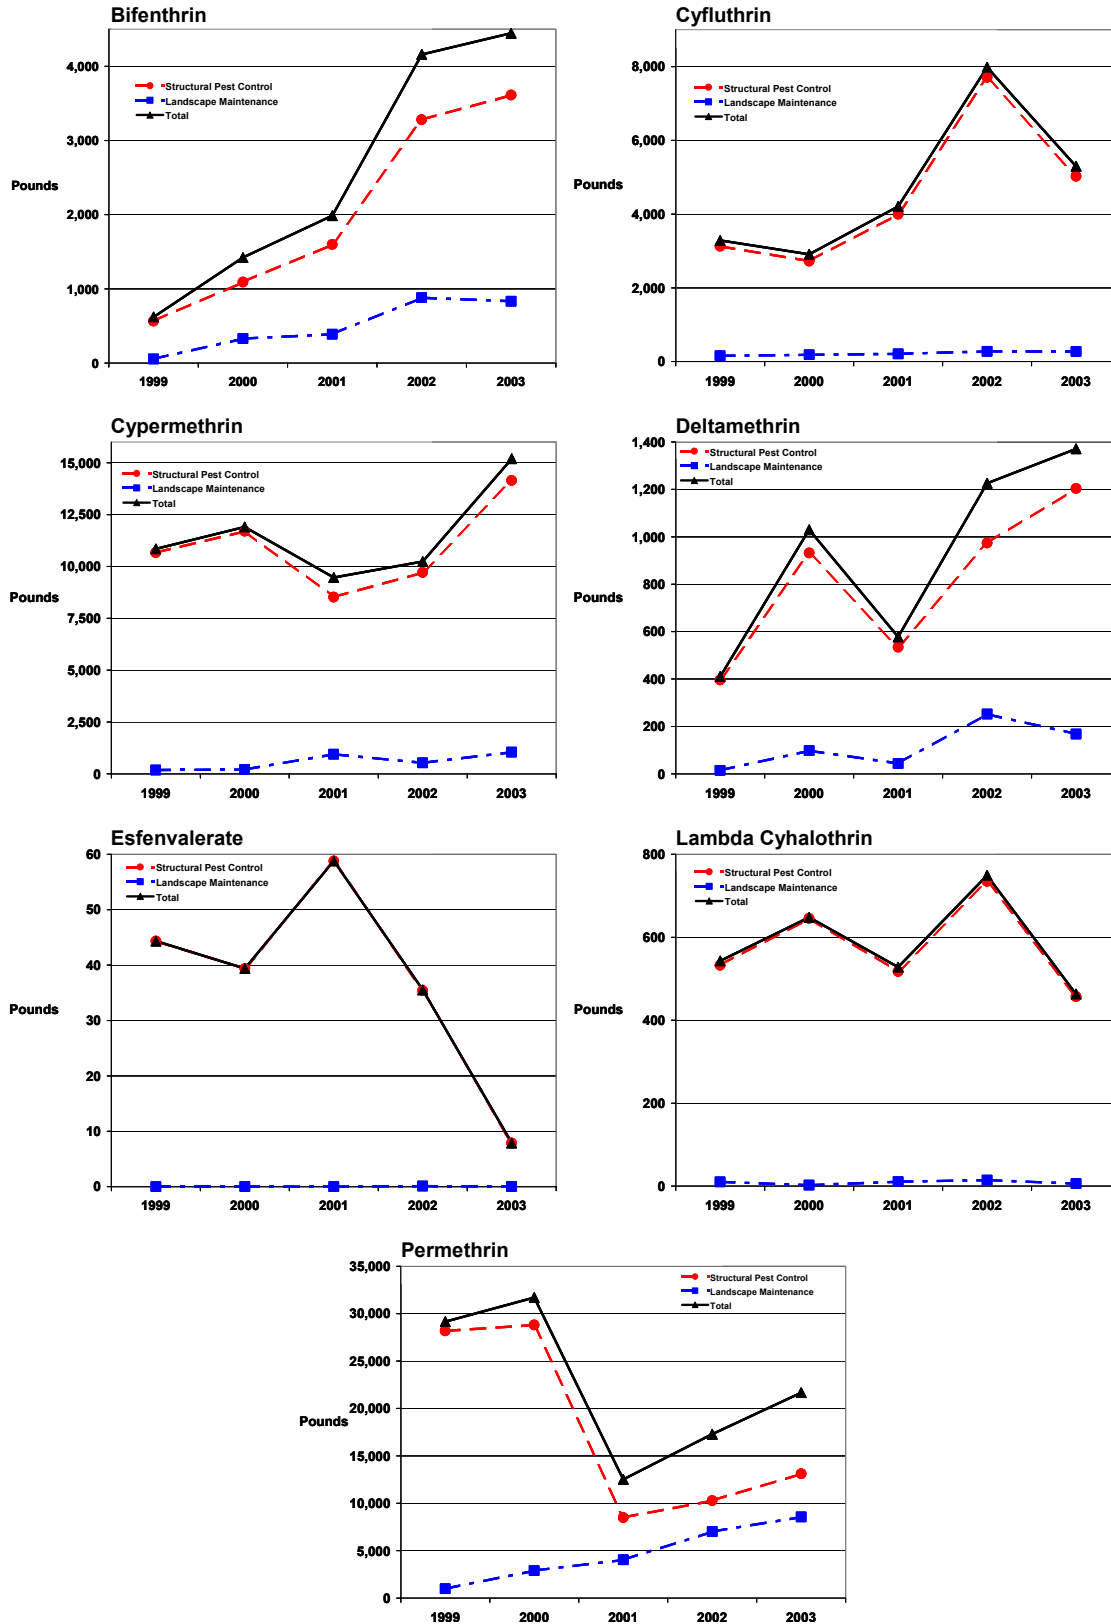 Bifenthrin
4,000
3,000
2,000
1,000
0
Pounds
Structural Pest Control
Landscape Maintenance
Total
1999 2000 2001 2002 2003
Cyfluthrin
8,000
6,000
4,000
2,000
0
Pounds
Structural Pest Control
Landscape Maintenance
Total
1999 2000 2001 2002 2003
Cypermethrin
15,000
12,500
10,000
7,500
5,000
2,500
0
Pounds
Structural Pest Control
Landscape Maintenance
Total
1999 2000 2001 2002 2003
Deltamethrin
1,400
1,200
1,000
800
600
400
200
0
Pounds
Structural Pest Control
Landscape Maintenance
Total
1999 2000 2001 2002 2003
Esfenvalerate
60
50
40
30
20
10
0
Pounds
Structural Pest Control
Landscape Maintenance
Total
1999 2000 2001 2002 2003
Lambda Cyhalothrin
800
600
400
200
0
Pounds
Structural Pest Control
Landscape Maintenance
Total
1999 2000 2001 2002 2003
Permethrin
35,000
30,000
25,000
20,000
15,000
10,000
5,000
0
Pounds
Structural Pest Control
Landscape Maintenance
Total
1999 2000 2001 2002 2003